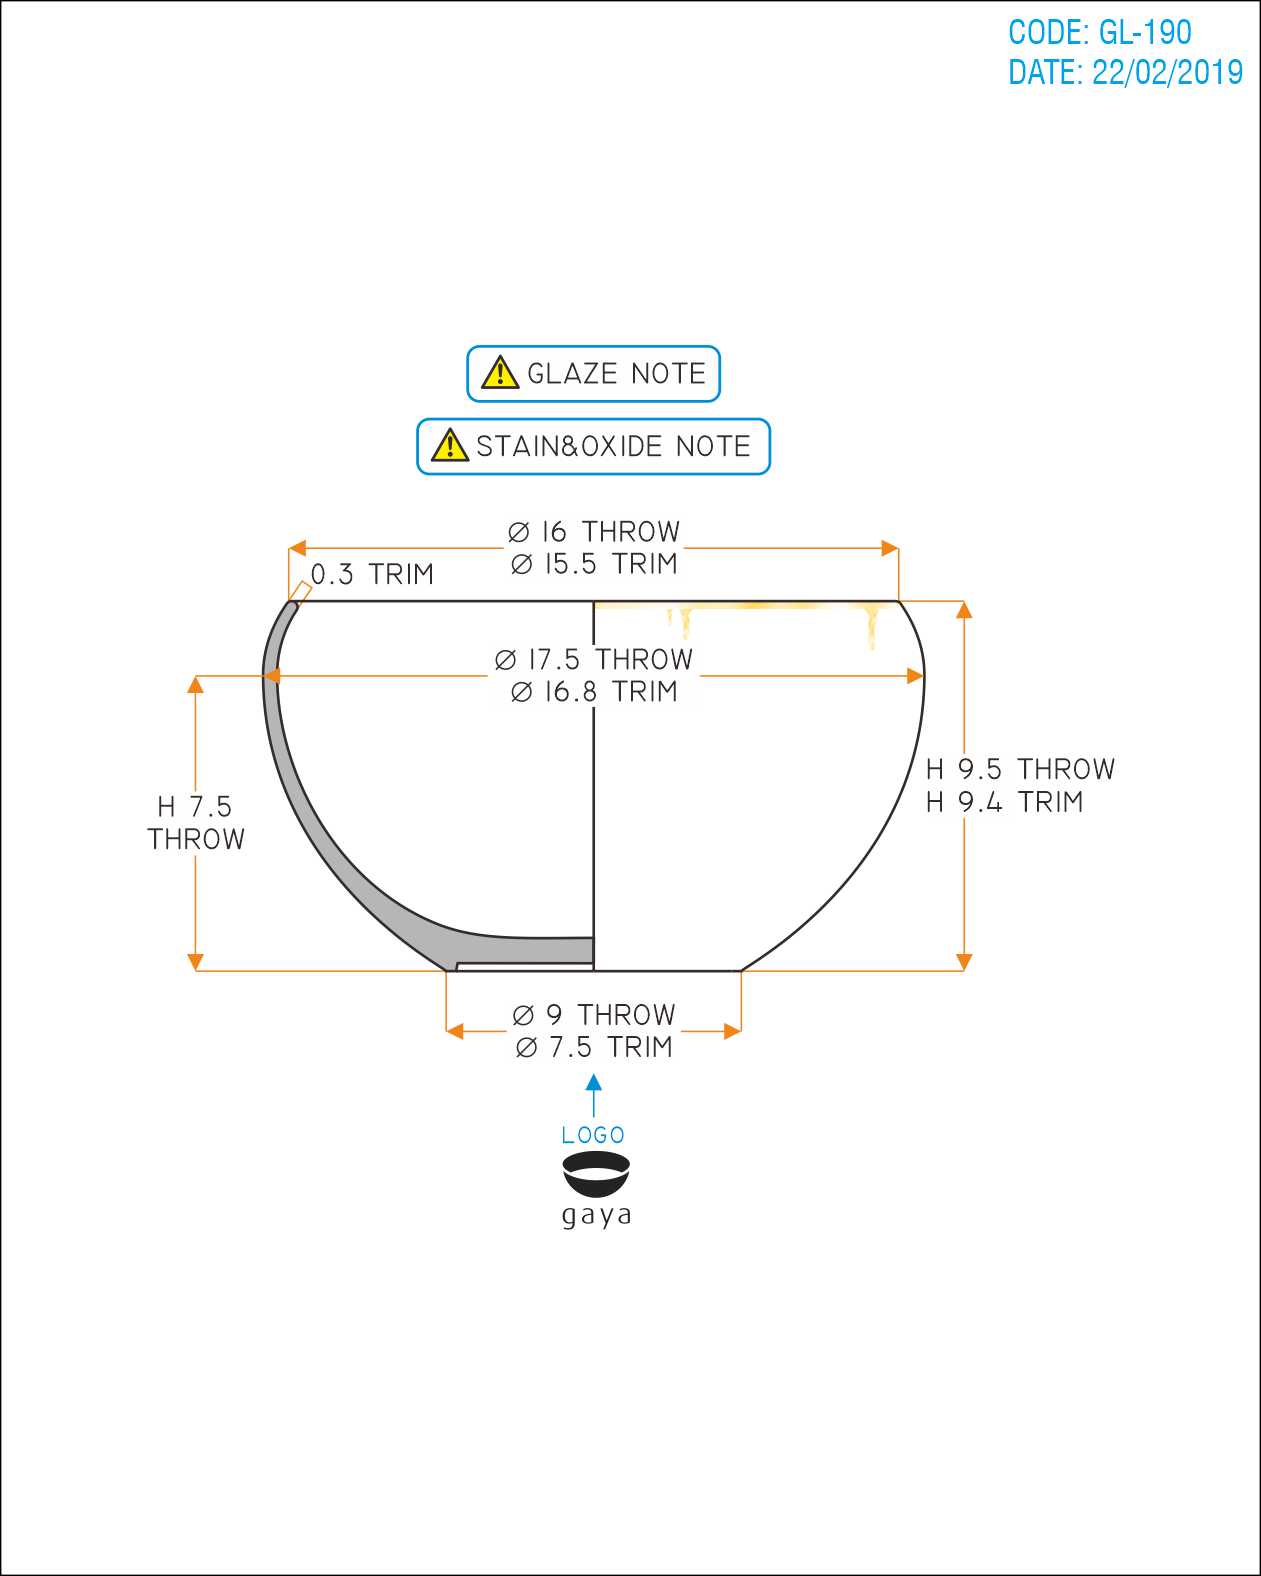 CODE: GL-190
DATE: 22/02/2019
GLAZE NOTE
STAIN&OXIDE NOTE
Ø 16 THROW
Ø 15.5 TRIM
0.3 TRIM
Ø 17.5 THROW
Ø 16.8 TRIM
H 7.5
THROW
H 9.5 THROW
H 9.4 TRIM
Ø 9 THROW
Ø 7.5 TRIM
LOGO
gaya